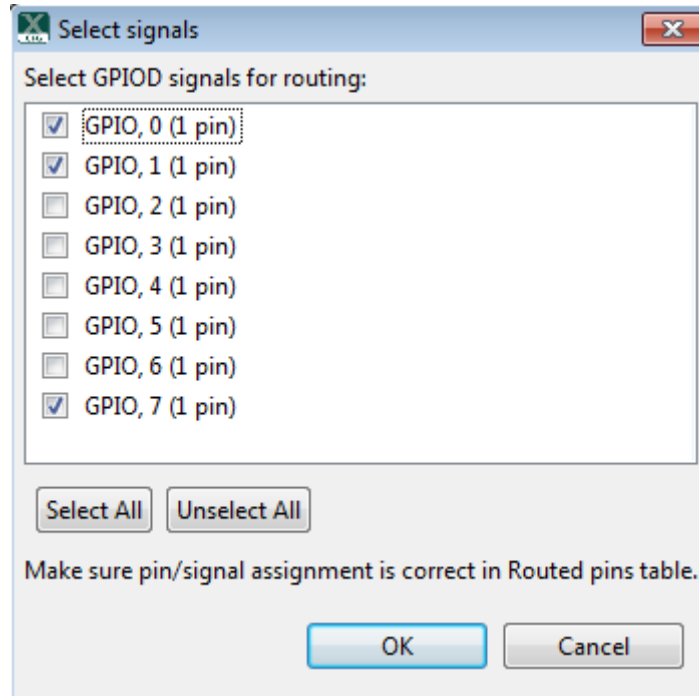 Select signals
Select GPIOD signals for routing:
GPIO, 0 (1 pin)
GPIO, 1 (1 pin)
GPIO, 2 (1 pin)
GPIO, 3 (1 pin)
GPIO, 4 (1 pin)
GPIO, 5 (1 pin)
GPIO, 6 (1 pin)
GPIO, 7 (1 pin)
Select All Unselect All
Make sure pin/signal assignment is correct in Routed pins table.
OK Cancel